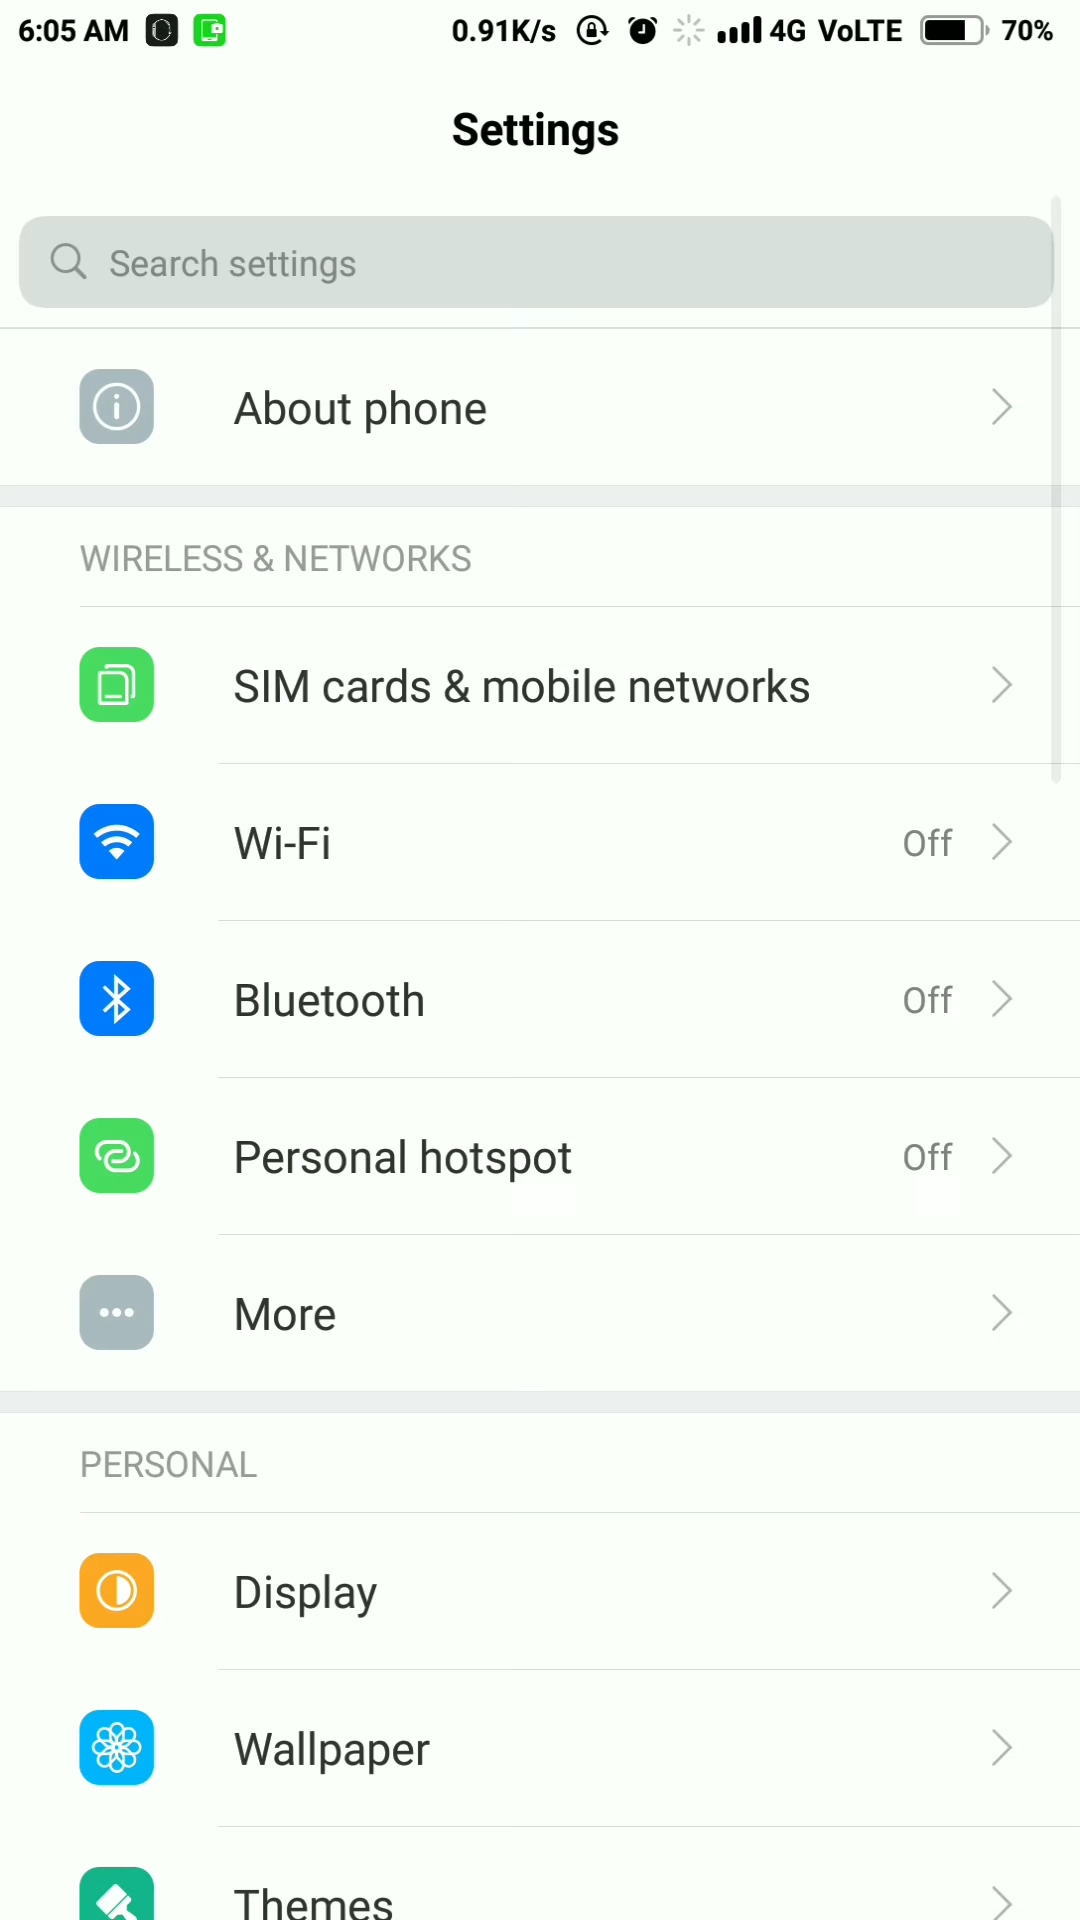 6:05 AM 0.91K/s 4G VoLTE 70%
Settings
Search settings
About phone
WIRELESS & NETWORKS
SIM cards & mobile networks
Wi-Fi Off
Bluetooth Off
Personal hotspot Off
More
PERSONAL
Display
Wallpaper
Themes